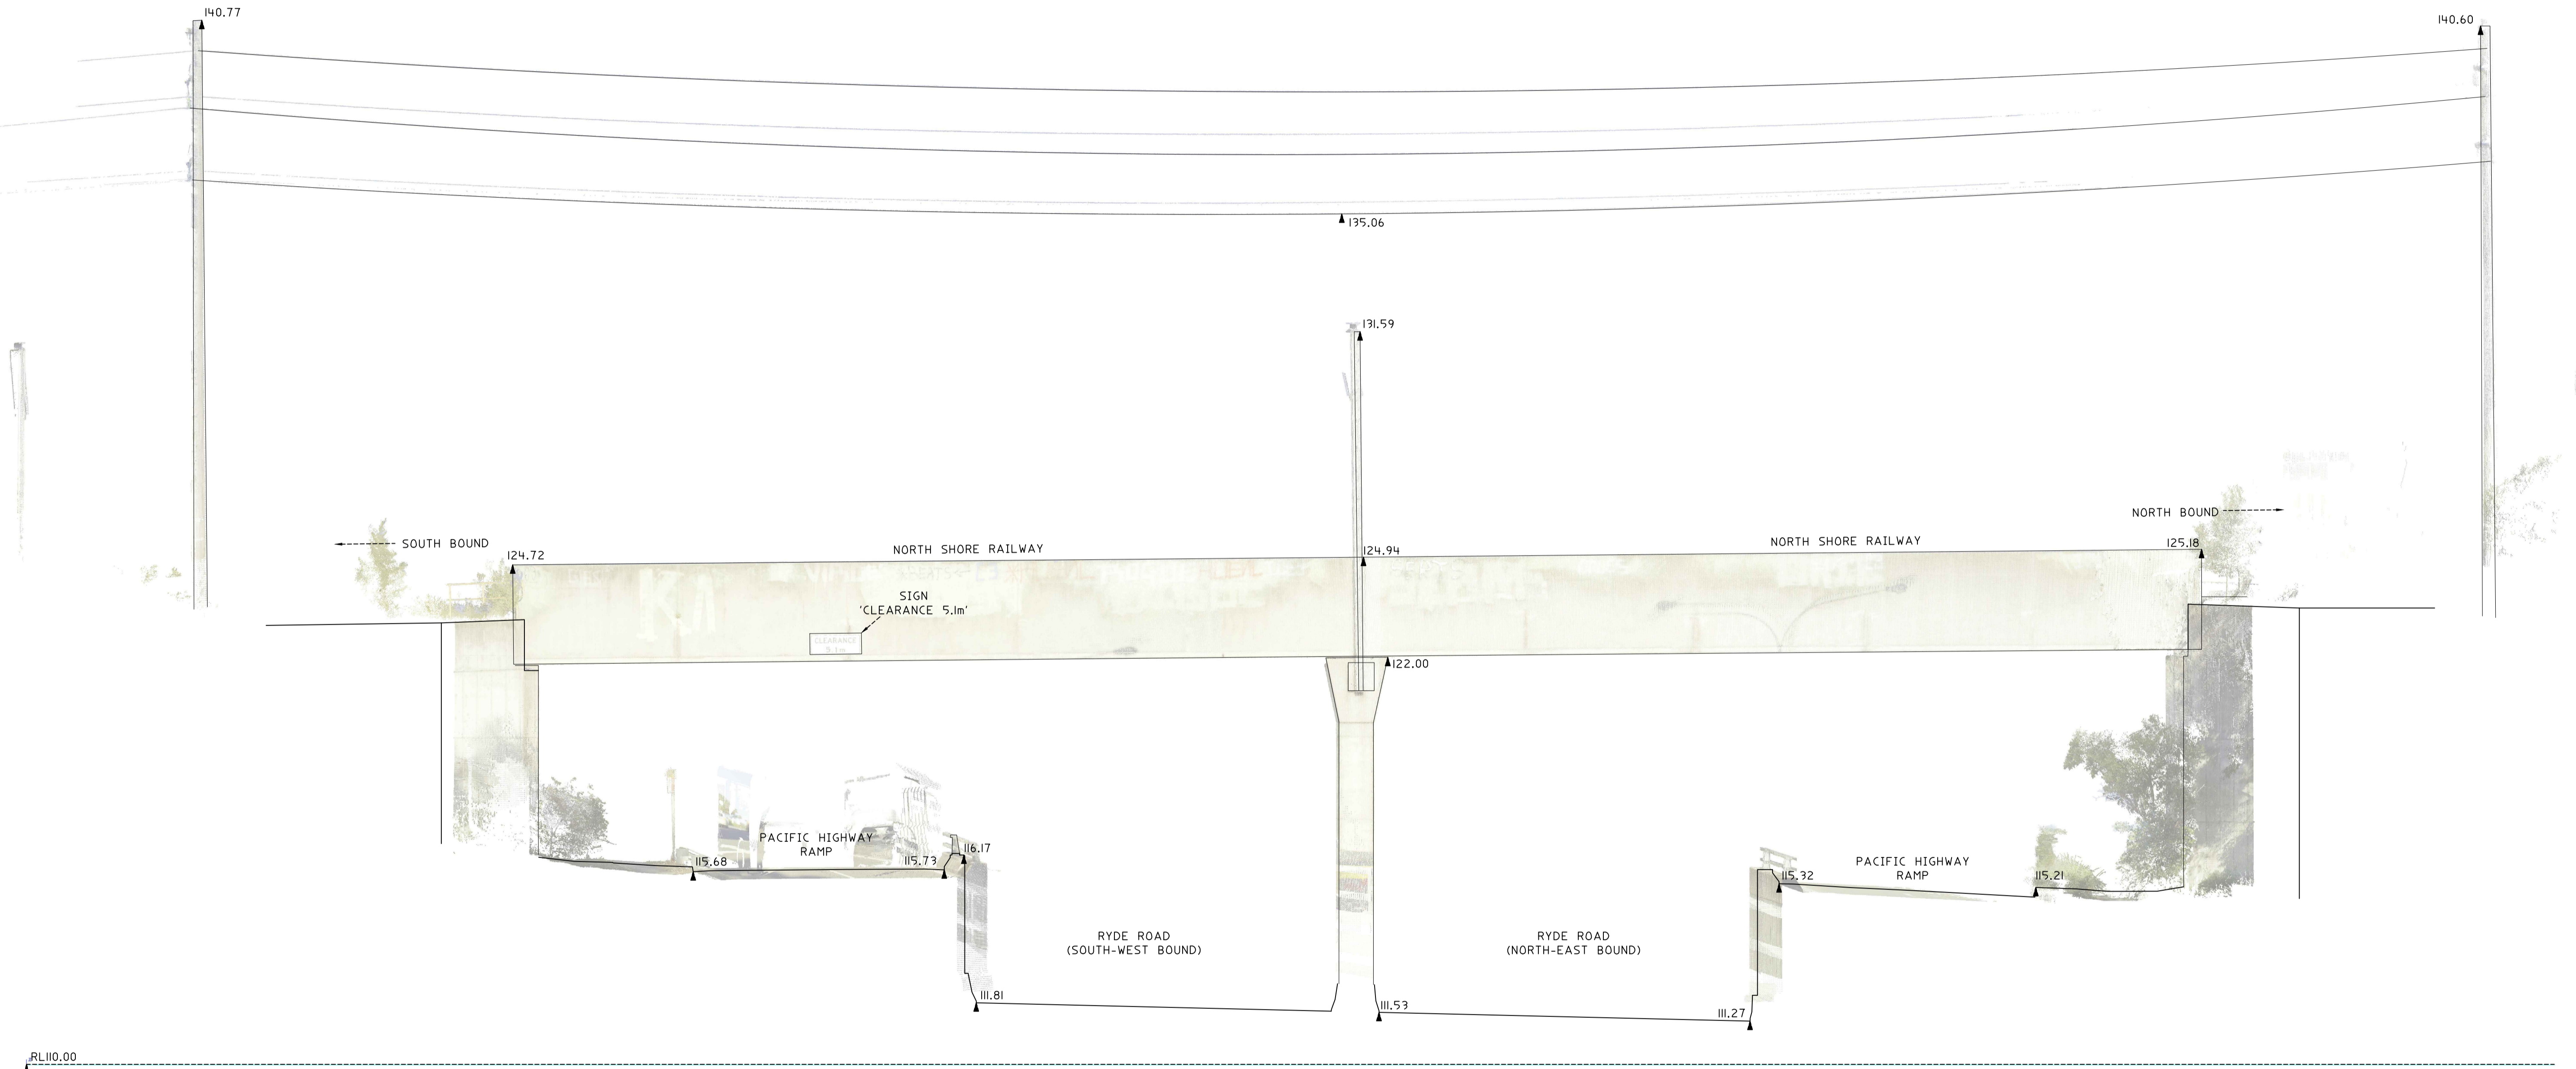 140.77
140.60
135.06
131.59
NORTH BOUND
SOUTH BOUND
NORTH SHORE RAILWAY
NORTH SHORE RAILWAY
124.72
124.94
125.18
SIGN
'CLEARANCE 5.1m'
CLEARANCE
5.1m
122.00
PACIFIC HIGHWAY
RAMP
115.68
115.73
116.17
PACIFIC HIGHWAY
RAMP
115.32
115.21
RYDE ROAD
(SOUTH-WEST BOUND)
RYDE ROAD
(NORTH-EAST BOUND)
111.81
111.53
111.27
RL110.00